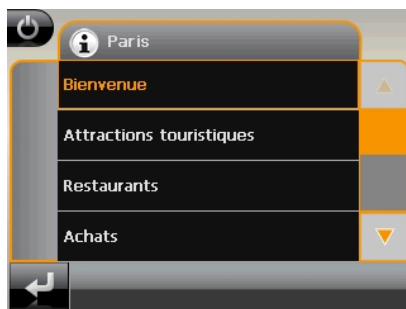 Paris
Bienvenue
Attractions touristiques
Restaurants
Achats